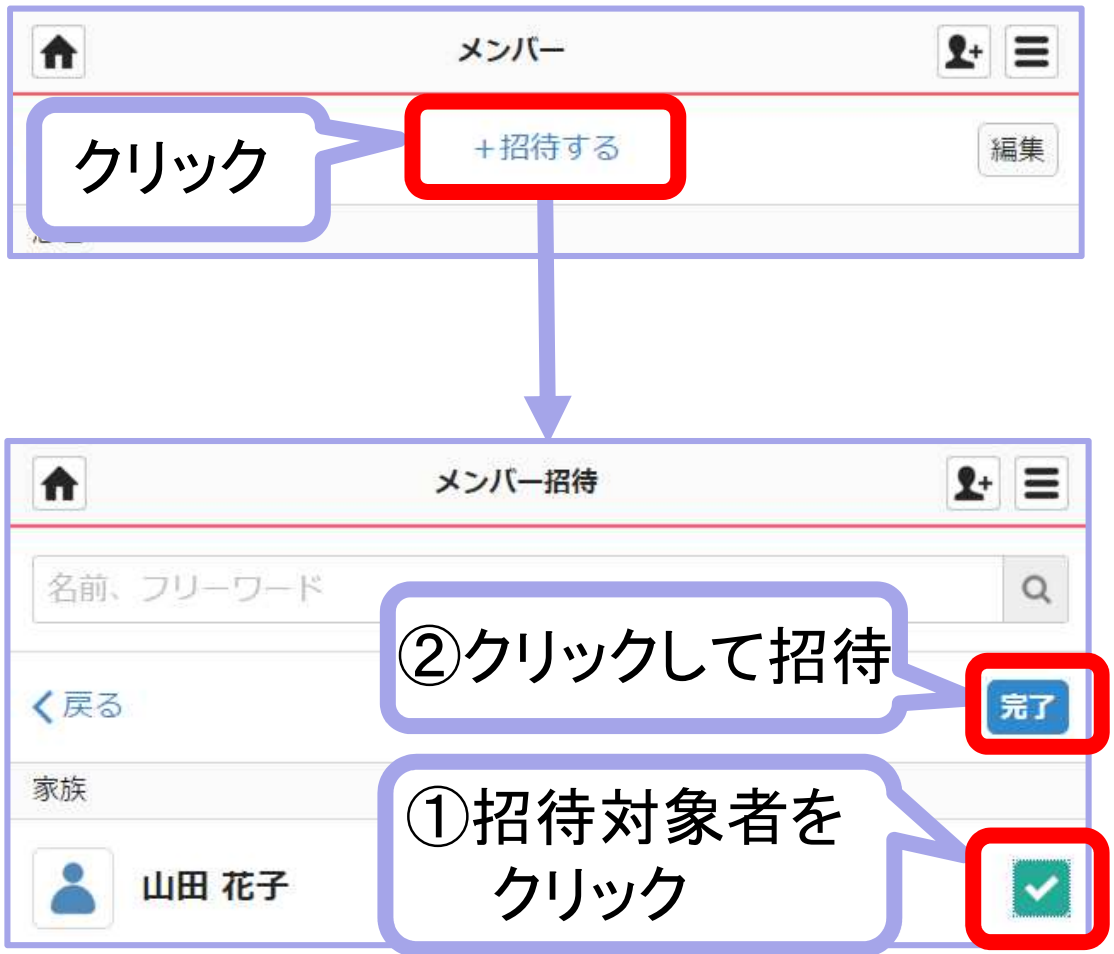 メンバー
クリック
+招待する
編集
メンバー招待
名前、フリーワード
②クリックして招待
戻る
完了
家族
①招待対象者を
クリック
山田 花子